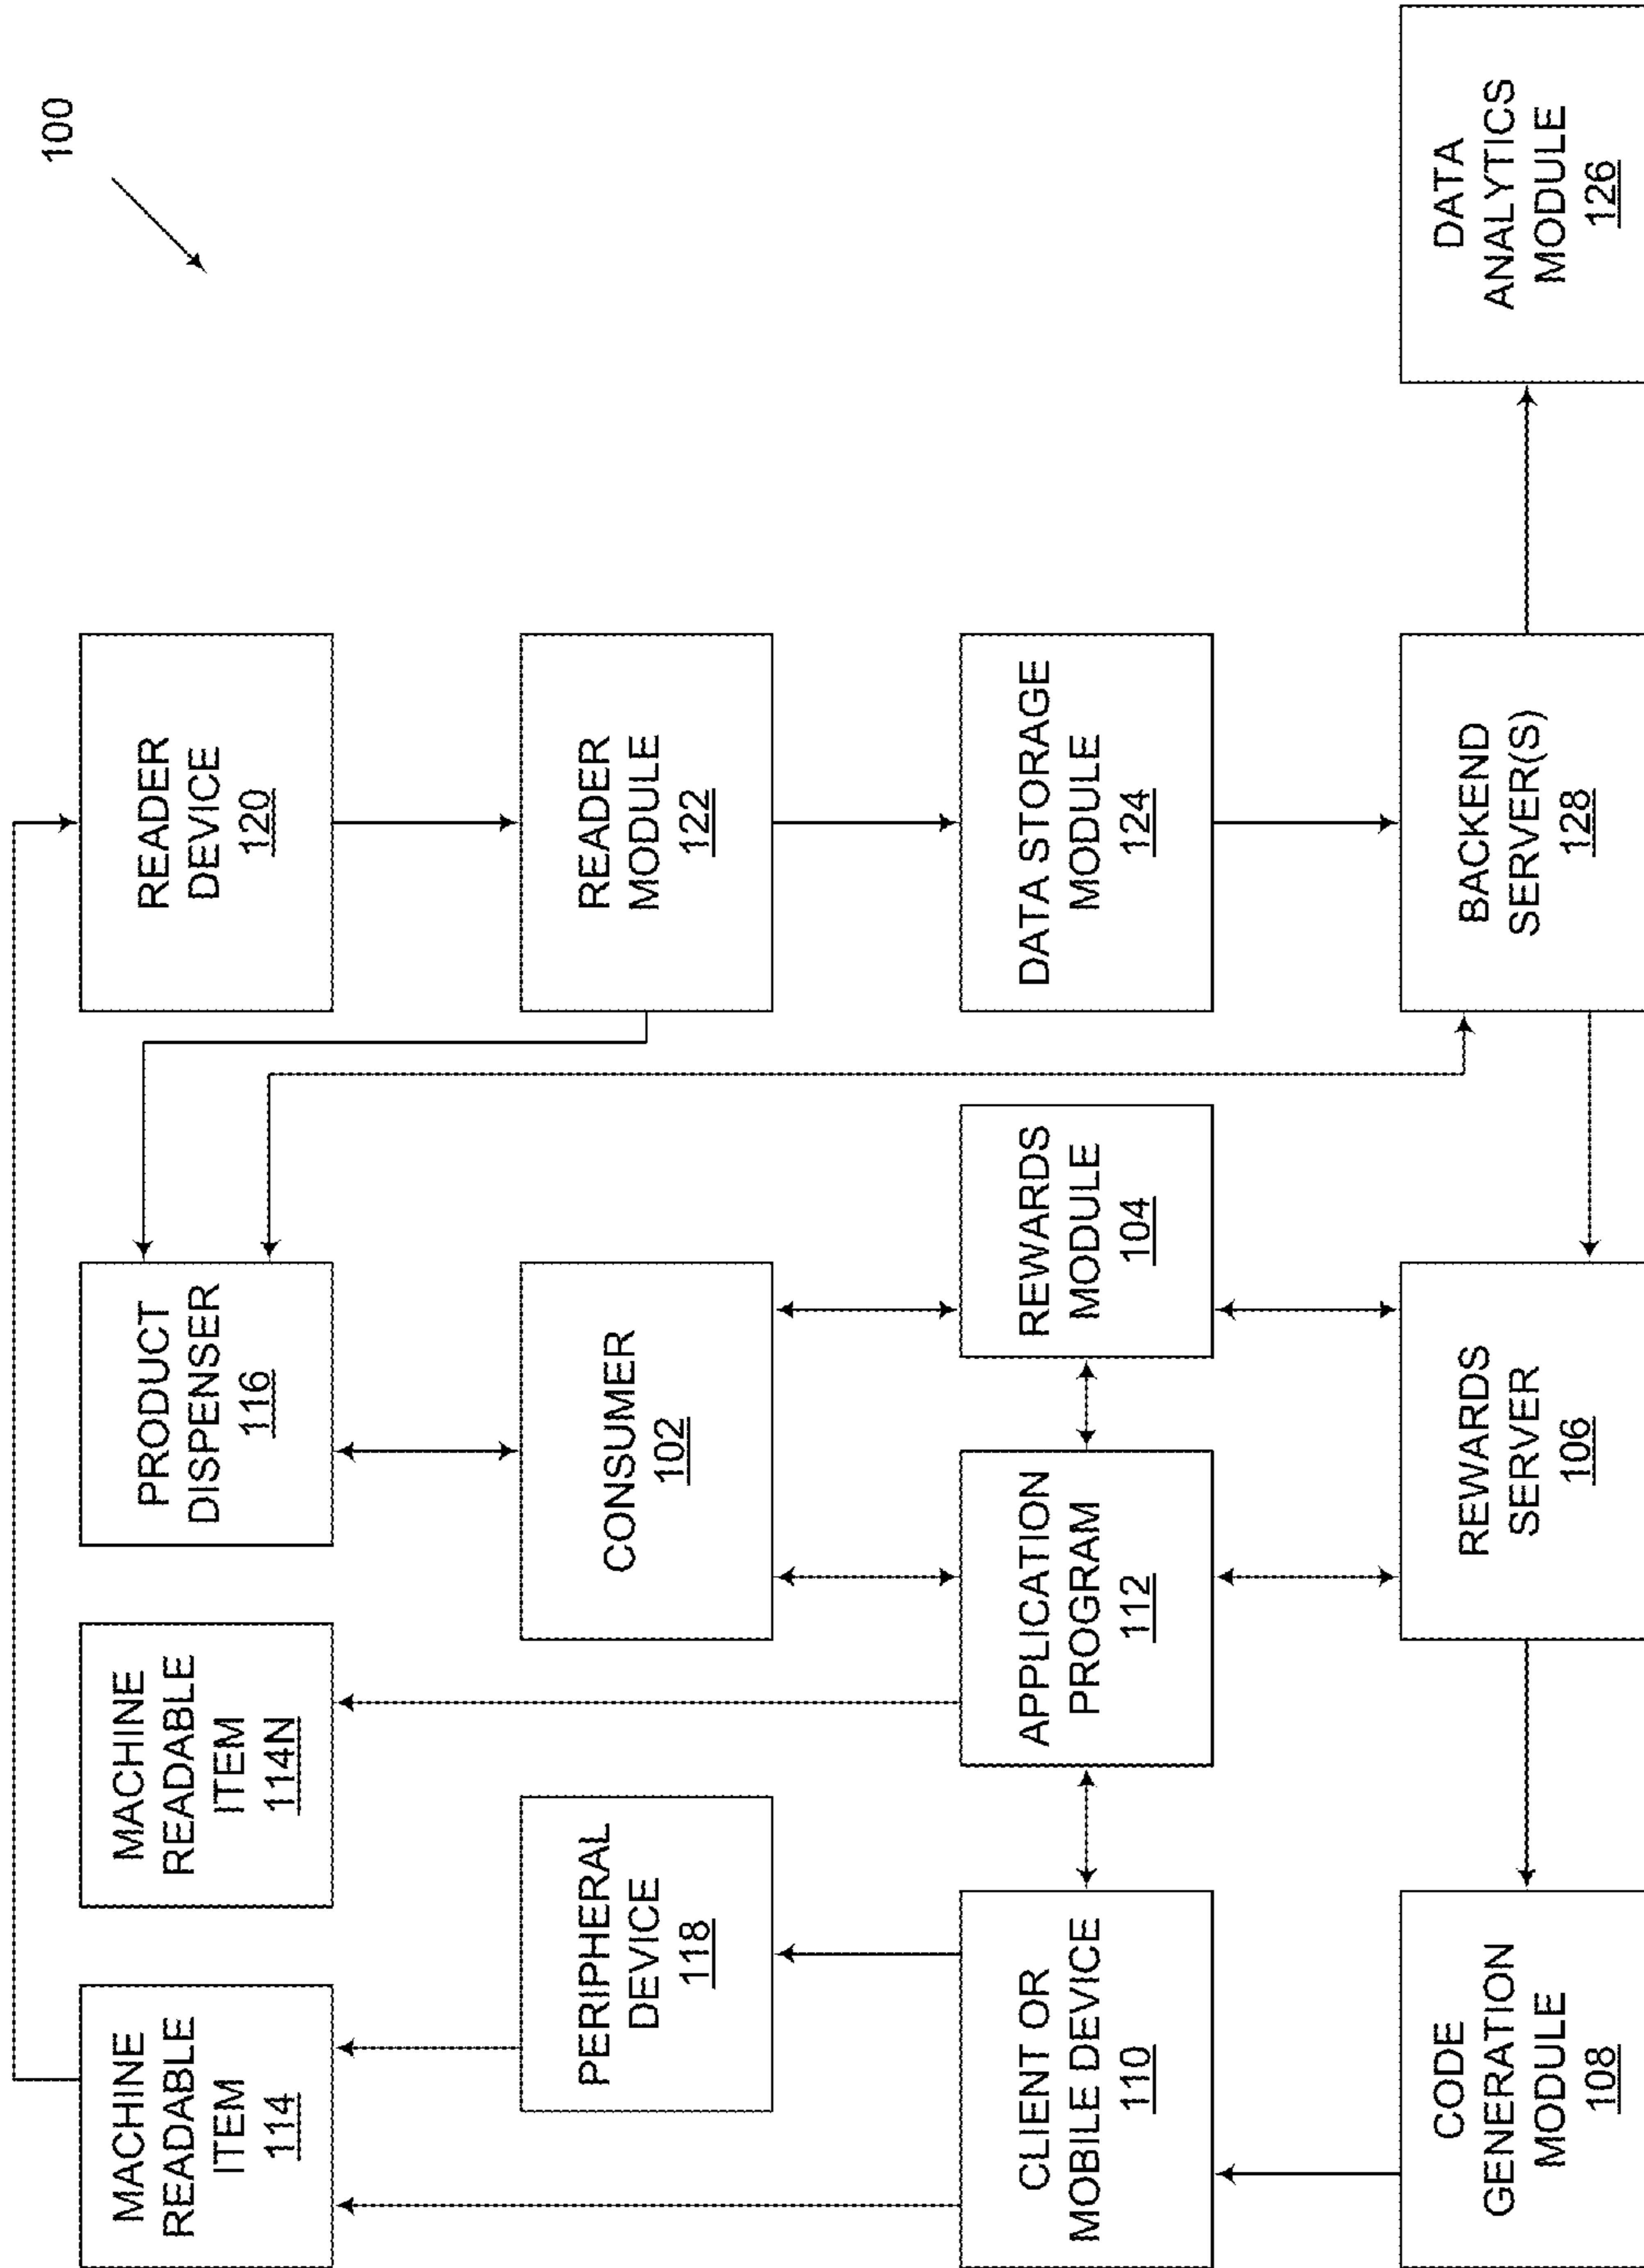 100
MACHINE
READABLE
ITEM
114
MACHINE
READABLE
ITEM
114N
PRODUCT
DISPENSER
116
READER
DEVICE
120
PERIPHERAL
DEVICE
118
CONSUMER
102
READER
MODULE
122
CLIENT OR
MOBILE DEVICE
110
APPLICATION
PROGRAM
112
REWARDS
MODULE
104
DATA STORAGE
MODULE
124
CODE
GENERATION
MODULE
108
REWARDS
SERVER
106
BACKEND
SERVER(S)
128
DATA
ANALYTICS
MODULE
126